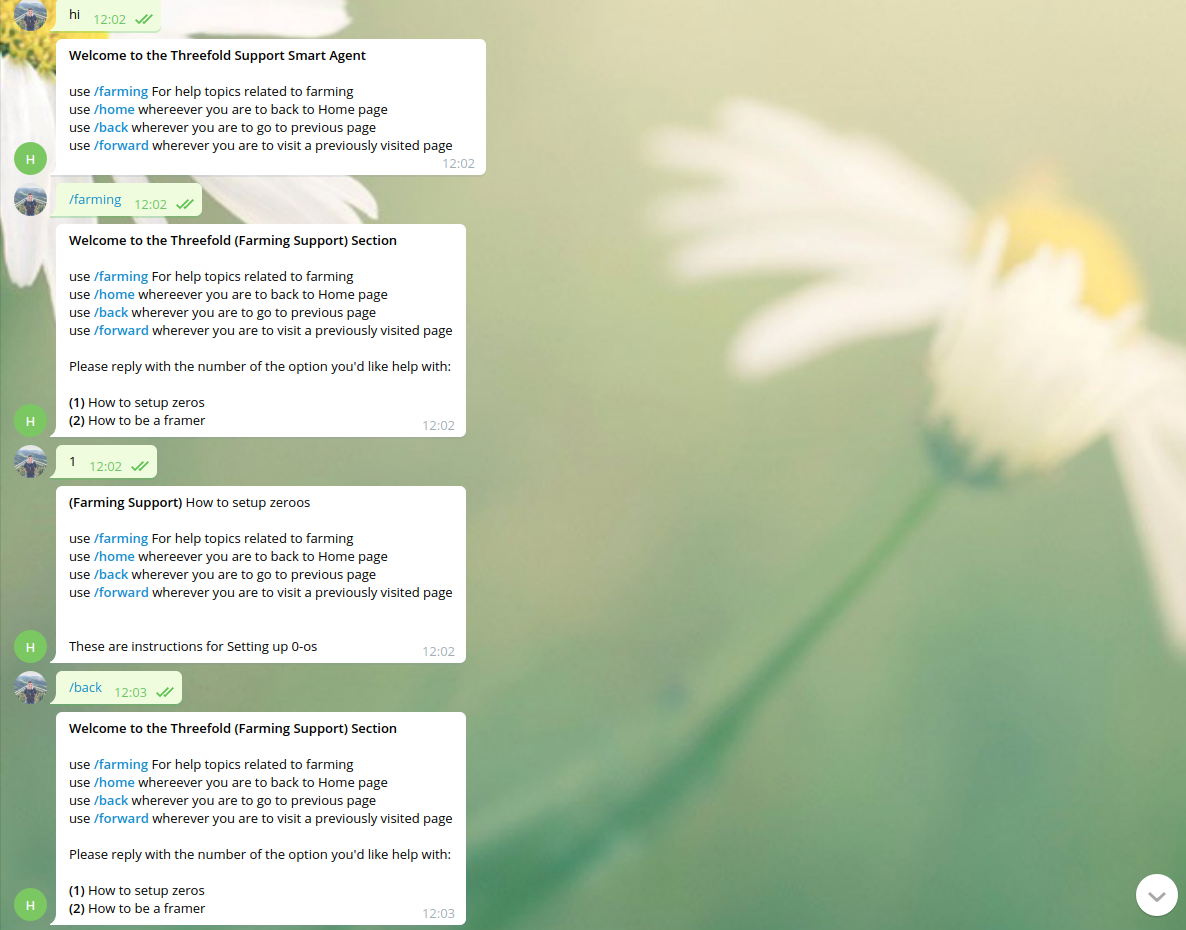 hi 12:02
Welcome to the Threefold Support Smart Agent
use /farming For help topics related to farming
use /home whereever you are to back to Home page
use /back wherever you are to go to previous page
use /forward wherever you are to visit a previously visited page
H
12:02
/farming 12:02
Welcome to the Threefold (Farming Support) Section
use /farming For help topics related to farming
use /home whereever you are to back to Home page
use /back wherever you are to go to previous page
use /forward wherever you are to visit a previously visited page
Please reply with the number of the option you'd like help with:
(1) How to setup zeros
(2) How to be a framer
H
12:02
1 12:02
(Farming Support) How to setup zeroos
use /farming For help topics related to farming
use /home whereever you are to back to Home page
use /back wherever you are to go to previous page
use /forward wherever you are to visit a previously visited page
These are instructions for Setting up 0-os
H
12:02
/back 12:03
Welcome to the Threefold (Farming Support) Section
use /farming For help topics related to farming
use /home whereever you are to back to Home page
use /back wherever you are to go to previous page
use /forward wherever you are to visit a previously visited page
Please reply with the number of the option you'd like help with:
(1) How to setup zeros
(2) How to be a framer
H
12:03